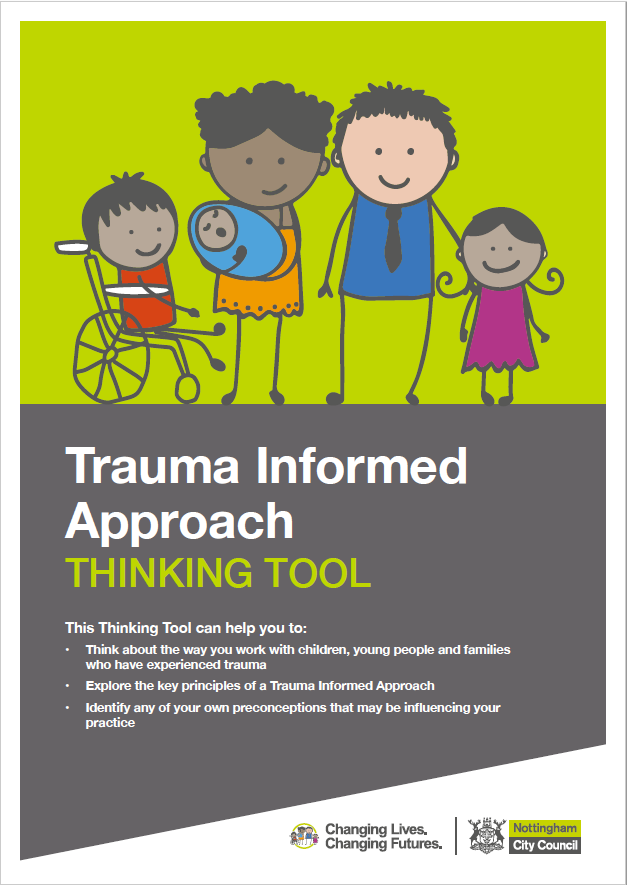 Trauma Informed
Approach
THINKING TOOL
This Thinking Tool can help you to:
• Think about the way you work with children, young people and families
who have experienced trauma
• Explore the key principles of a Trauma Informed Approach
• Identify any of your own preconceptions that may be influencing your
practice
Changing Lives.
Changing Futures.
Nottingham
City Council